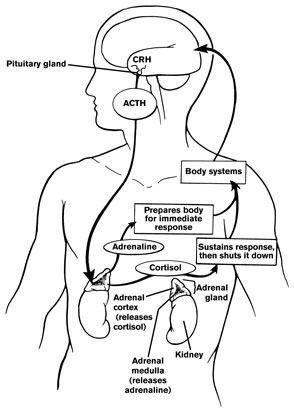 CRH
Pituitary gland
ACTH
Body systems
Prepares body
for immediate
response
Adrenaline
Sustains response,
then shuts it down
Cortisol
Adrenal
cortex (releases
cortisol)
Adrenal
gland
Adrenal
medulla
(releases
adrenaline)
Kidney